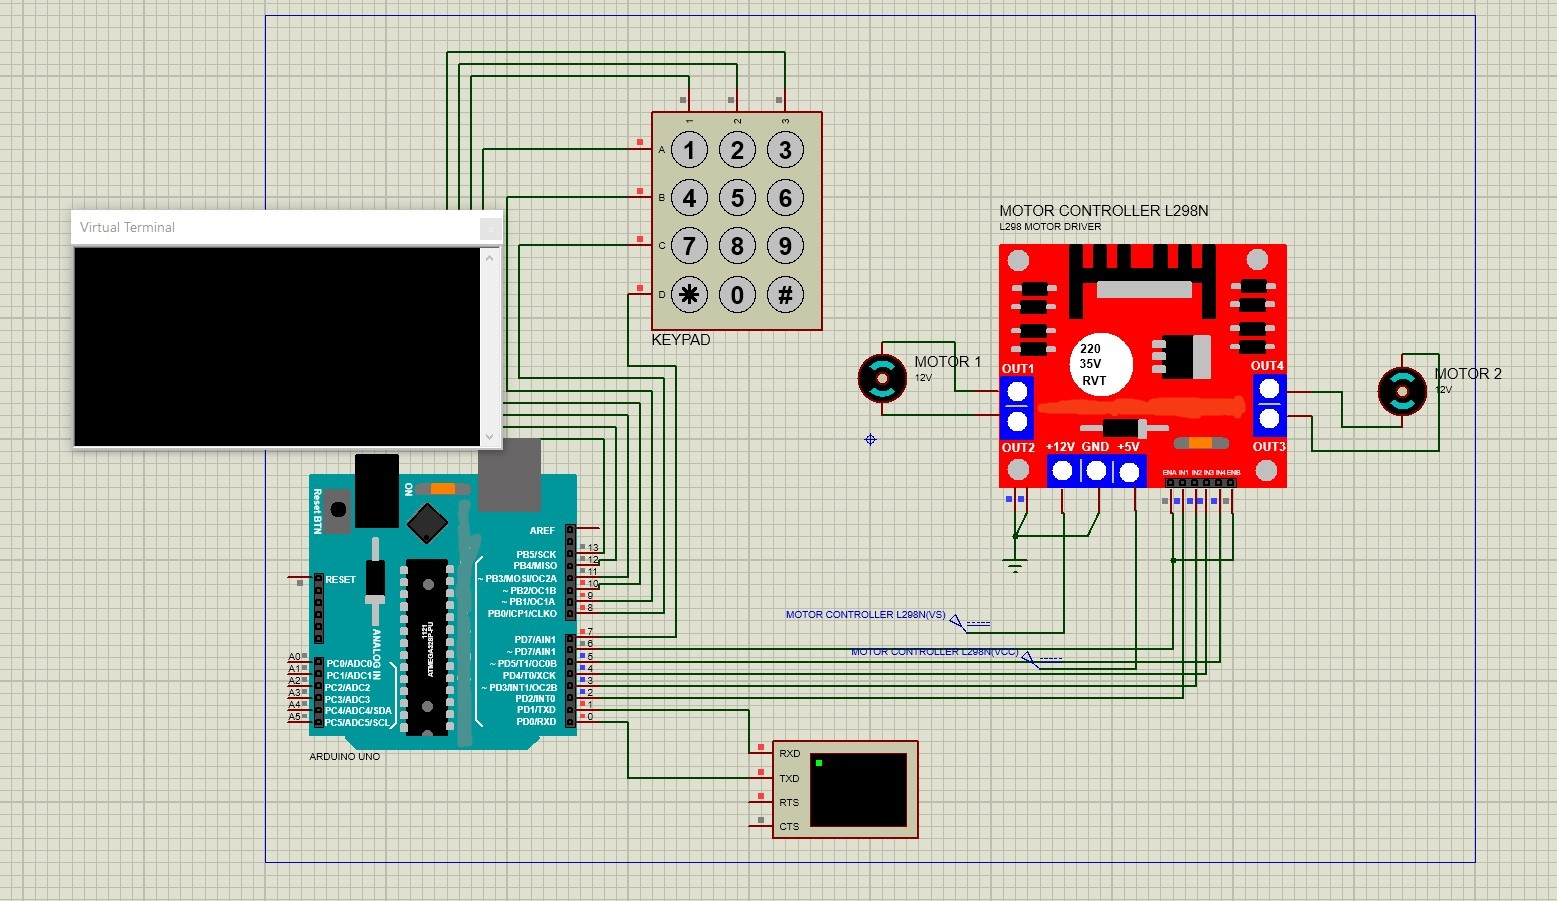 1
2
3
A
1
2
3
B
4
5
6
C
7
8
9
D
0
#
KEYPAD
Virtual Terminal
MOTOR CONTROLLER L298N
L298 MOTOR DRIVER
220
35V
RVT
OUT1
OUT2
OUT4
OUT3
+12V GND +5V
ENA IN1 IN2 IN3 IN4 ENB
MOTOR 1
12V
MOTOR 2
12V
MOTOR CONTROLLER L298N(VS)
MOTOR CONTROLLER L298N(VCC)
Reset BTN
ON
AREF
PB5/SCK 13
PB4/MISO 12
~ PB3/MOSI/OC2A 11
~ PB2/OC1B 10
~ PB1/OC1A 9
PB0/ICP1/CLKO 8
PD7/AIN1 7
~ PD7/AIN1 6
~ PD5/T1/OC0B 5
PD4/T0/XCK 4
~ PD3/INT1/OC2B 3
PD2/INT0 2
PD1/TXD 1
PD0/RXD 0
RESET
ANALOG IN
1121
ATMEGA328P-PU
A0 PC0/ADC0
A1 PC1/ADC1
A2 PC2/ADC2
A3 PC3/ADC3
A4 PC4/ADC4/SDA
A5 PC5/ADC5/SCL
ARDUINO UNO
RXD
TXD
RTS
CTS